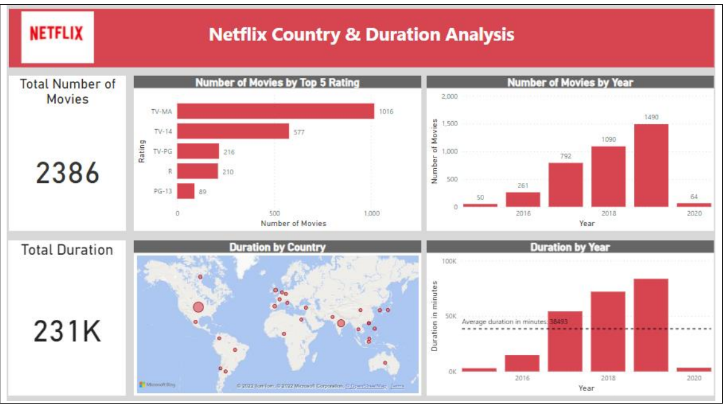 NETFLIX
Netflix Country & Duration Analysis
Total Number of
Movies
2386
Number of Movies by Top 5 Rating
Rating
TV-MA
1016
TV-14
577
TV-PG
216
R
210
PG-13
89
0
500
1,000
Number of Movies
Number of Movies by Year
Number of Movies
2,000
1,500
1,000
500
0
50
261
792
1090
1490
64
2016
2018
2020
Year
Total Duration
231K
Duration by Country
Microsoft Bing
Microsoft Corporation
Terms
Duration by Year
Duration in minutes
100K
50K
0K
Average duration in minutes: 38493
2016
2018
2020
Year